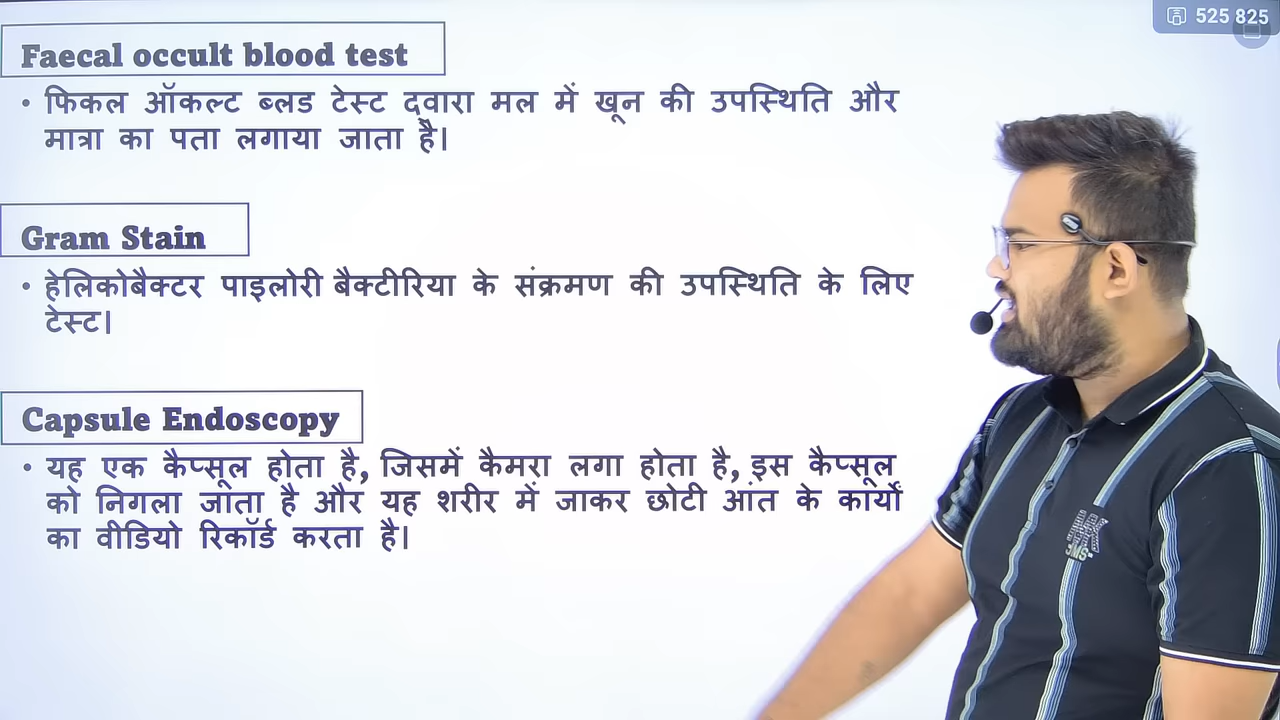 525 825
Faecal occult blood test
• फिकल ऑकल्ट ब्लड टेस्ट द्वारा मल में खून की उपस्थिति और
मात्रा का पता लगाया जाता है।
Gram Stain
• हेलिकोबैक्टर पाइलोरी बैक्टीरिया के संक्रमण की उपस्थिति के लिए
टेस्ट।
Capsule Endoscopy
• यह एक कैप्सूल होता है, जिसमें कैमरा लगा होता है, इस कैप्सूल
को निगला जाता है और यह शरीर में जाकर छोटी आंत के कार्यों
का वीडियो रिकॉर्ड करता है।